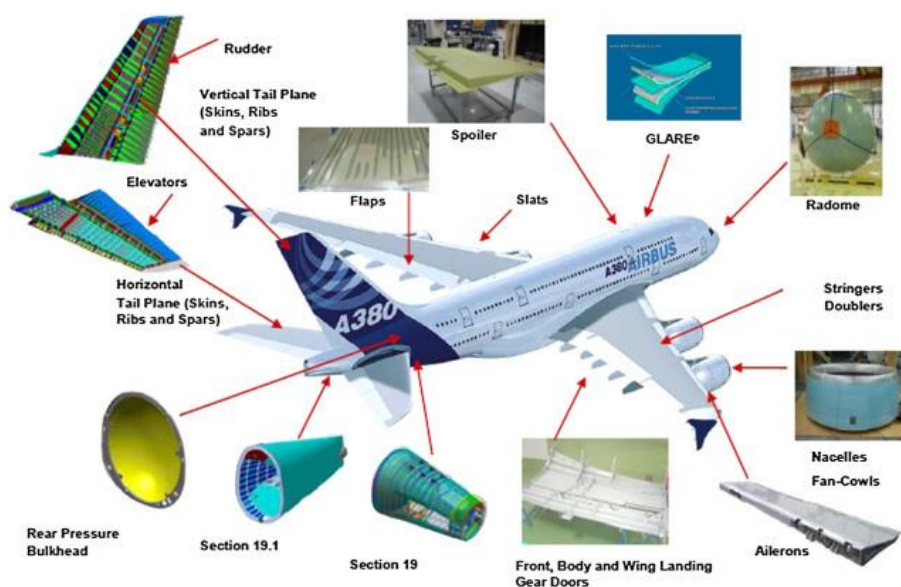 Rudder
Vertical Tail Plane
(Skins, Ribs
and Spars)
Spoiler
GLARE®
Radome
Elevators
Flaps
Slats
Horizontal
Tail Plane (Skins,
Ribs and Spars)
Stringers
Doublers
A380
A380 AIRBUS
Nacelles
Fan-Cowls
Rear Pressure
Bulkhead
Section 19.1
Section 19
Front, Body and Wing Landing
Gear Doors
Ailerons